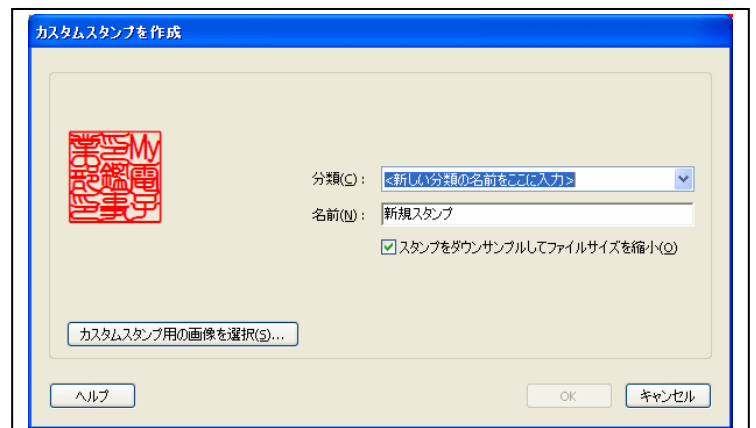 カスタムスタンプを作成
My電子
印鑑事
業部印
分類(C):
<新しい分類の名前をここに入力>
名前(N):
新規スタンプ
スタンプをダウンサンプルしてファイルサイズを縮小(O)
カスタムスタンプ用の画像を選択(S)...
ヘルプ
OK
キャンセル